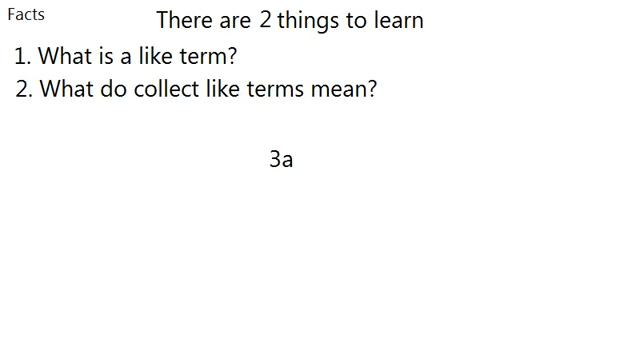 Facts
There are 2 things to learn
1. What is a like term?
2. What do collect like terms mean?
3a